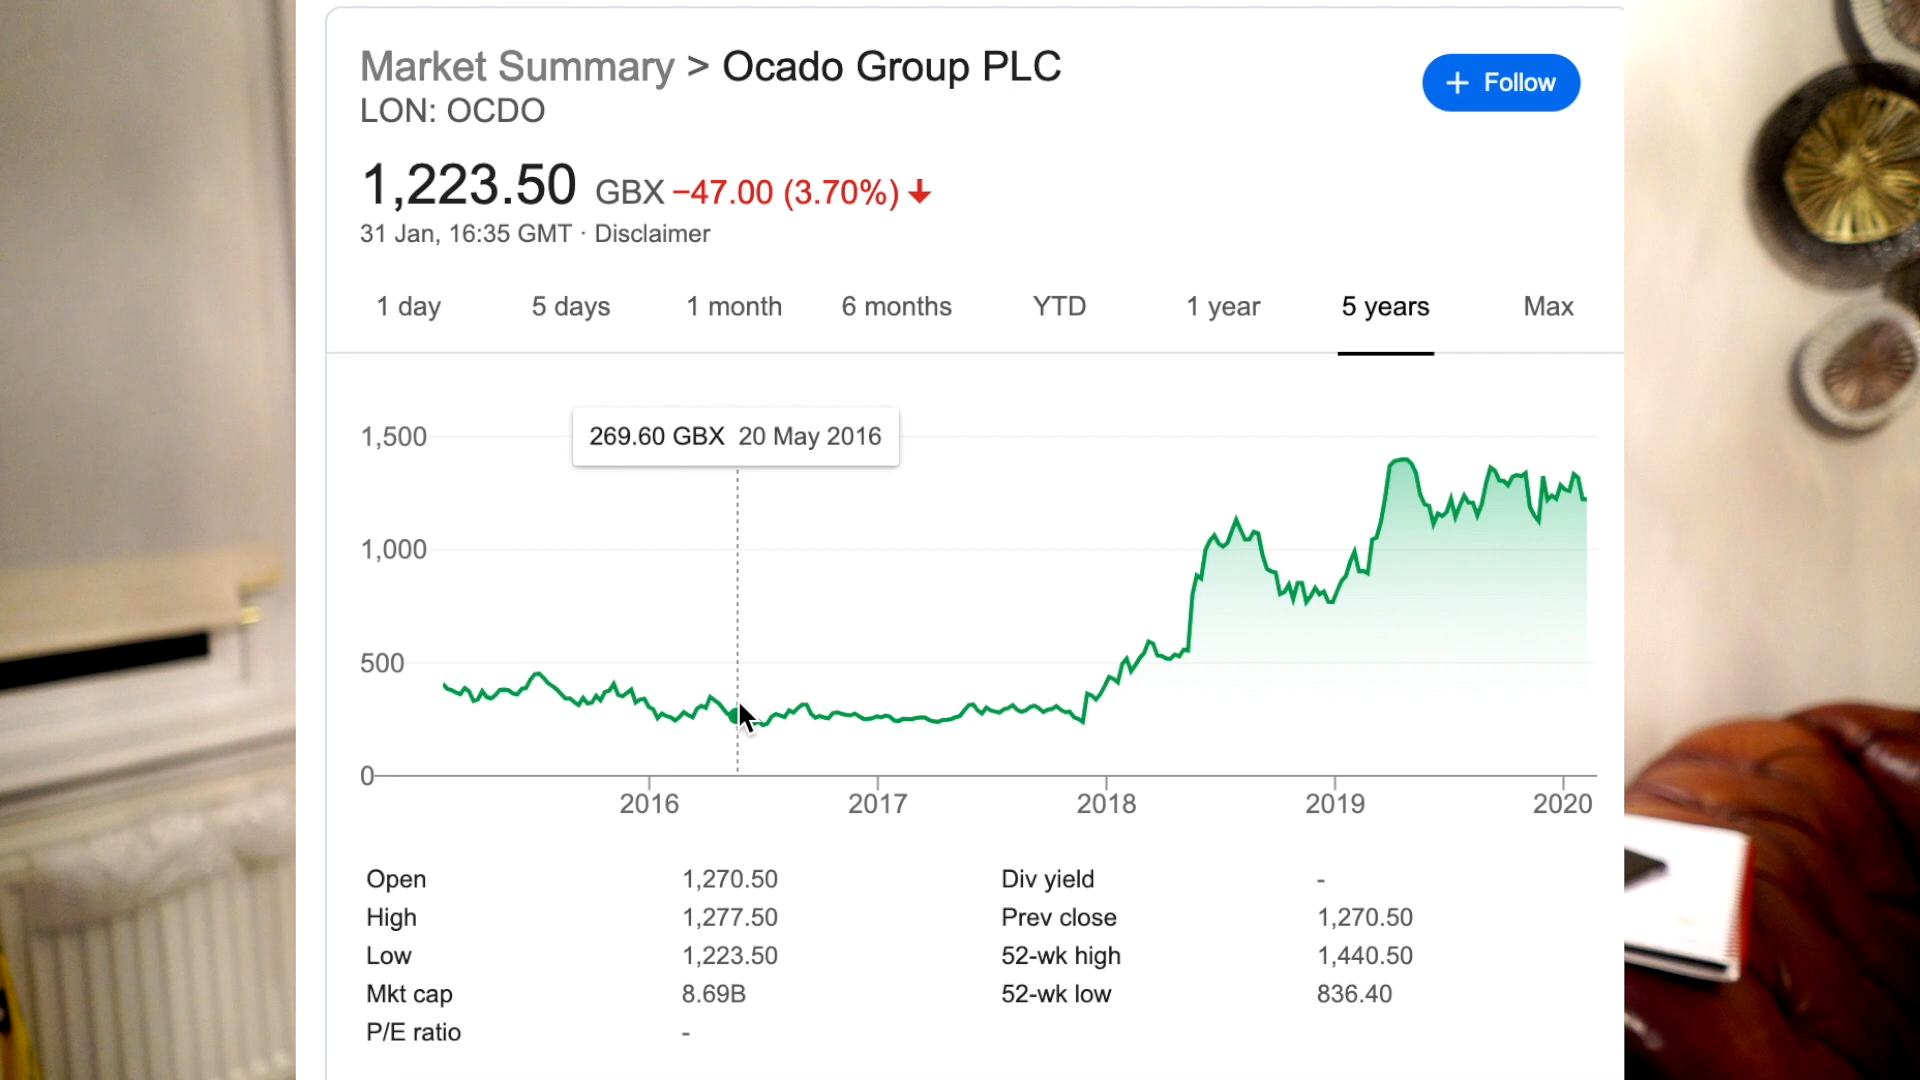 Market Summary > Ocado Group PLC
LON: OCDO
+ Follow
1,223.50 GBX −47.00 (3.70%)
31 Jan, 16:35 GMT · Disclaimer
1 day 5 days 1 month 6 months YTD 1 year 5 years Max
269.60 GBX 20 May 2016
1,500
1,000
500
0
2016 2017 2018 2019 2020
Open 1,270.50 Div yield -
High 1,277.50 Prev close 1,270.50
Low 1,223.50 52-wk high 1,440.50
Mkt cap 8.69B 52-wk low 836.40
P/E ratio -